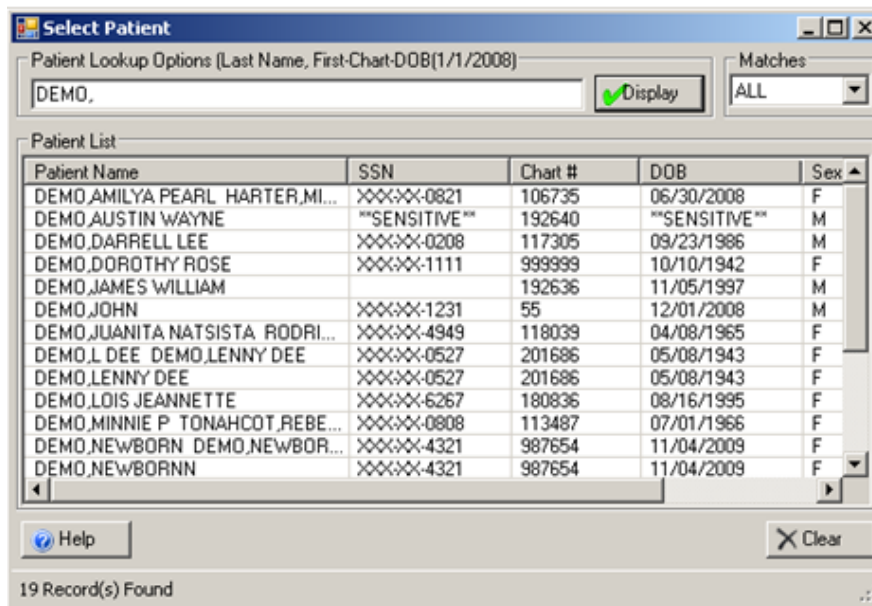 Select Patient
Patient Lookup Options (Last Name, First-Chart-DOB(1/1/2008) Matches
DEMO, Display ALL
Patient List
Patient Name SSN Chart # DOB Sex
DEMO,AMILYA PEARL HARTER,MI... XXX-XX-0821 106735 06/30/2008 F
DEMO,AUSTIN WAYNE **SENSITIVE** 192640 **SENSITIVE** M
DEMO,DARRELL LEE XXX-XX-0208 117305 09/23/1986 M
DEMO,DOROTHY ROSE XXX-XX-1111 999999 10/10/1942 F
DEMO,JAMES WILLIAM 192636 11/05/1997 M
DEMO,JOHN XXX-XX-1231 55 12/01/2008 M
DEMO,JUANITA NATSISTA RODRI... XXX-XX-4949 118039 04/08/1965 F
DEMO,L DEE DEMO,LENNY DEE XXX-XX-0527 201686 05/08/1943 F
DEMO,LENNY DEE XXX-XX-0527 201686 05/08/1943 F
DEMO,LOIS JEANNETTE XXX-XX-6267 180836 08/16/1995 F
DEMO,MINNIE P TONAHCOT,REBE... XXX-XX-0808 113487 07/01/1966 F
DEMO,NEWBORN DEMO,NEWBOR... XXX-XX-4321 987654 11/04/2009 F
DEMO,NEWBORNN XXX-XX-4321 987654 11/04/2009 F
Help Clear
19 Record(s) Found